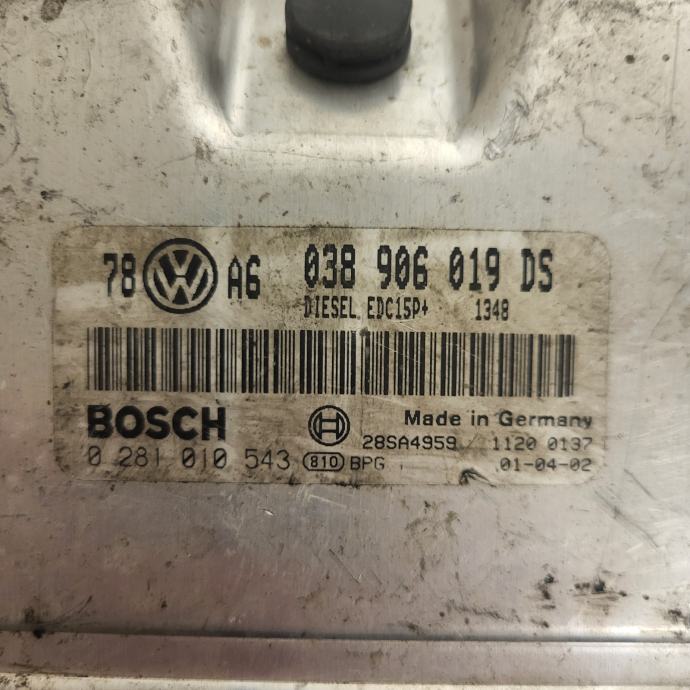 78 VW A6 038 906 019 DS
DIESEL EDC15P+ 1348
BOSCH Made in Germany
28SA4959 1120 0137
0 281 010 543 810 BPG 01-04-02